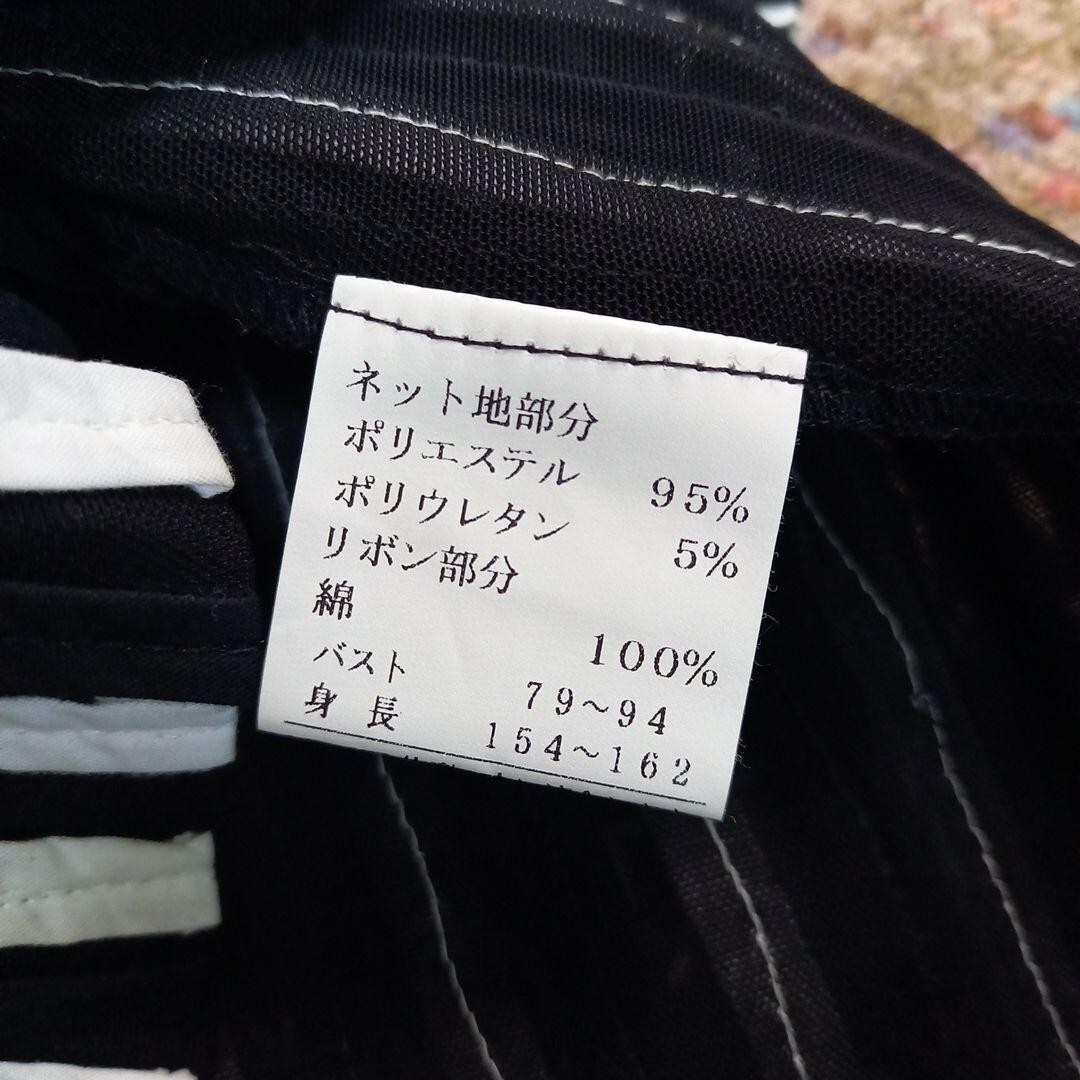 ネット地部分
ポリエステル 95%
ポリウレタン 5%
リボン部分
綿 100%
バスト 79～94
身長 154～162